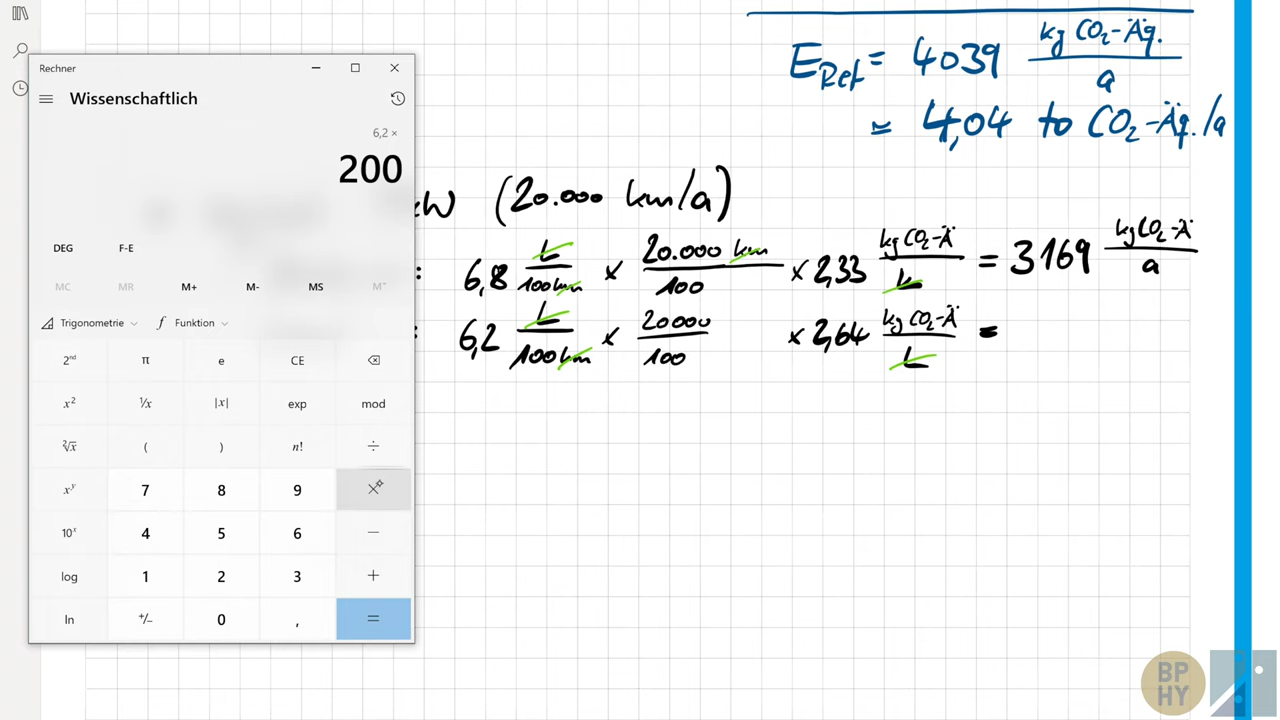 E_Ref = 4039 kg CO₂-Äq. / a
≃ 4,04 to CO₂-Äq./a
Rechner
Wissenschaftlich
6,2 ×
200
DEG F-E
MC MR M+ M- MS M˅
Trigonometrie Funktion
2ⁿᵈ π e CE
x² ¹/x |x| exp mod
²√x ( ) n! ÷
xʸ 7 8 9 ×
10ˣ 4 5 6 −
log 1 2 3 +
ln +/− 0 , =
kW (20.000 km/a)
: 6,8 L/100km × 20.000 km/100 × 2,33 kg CO₂-Ä/L = 3169 kg CO₂-Ä/a
: 6,2 L/100km × 20000/100 × 2,64 kg CO₂-Ä/L =
BP
HY